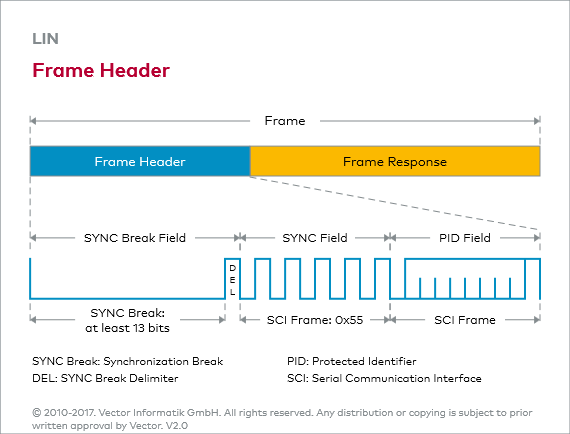 LIN
Frame Header
Frame
Frame Header
Frame Response
SYNC Break Field
SYNC Field
PID Field
DEL
SYNC Break:
at least 13 bits
SCI Frame: 0x55
SCI Frame
SYNC Break: Synchronization Break
PID: Protected Identifier
DEL: SYNC Break Delimiter
SCI: Serial Communication Interface
© 2010-2017. Vector Informatik GmbH. All rights reserved. Any distribution or copying is subject to prior
written approval by Vector. V2.0